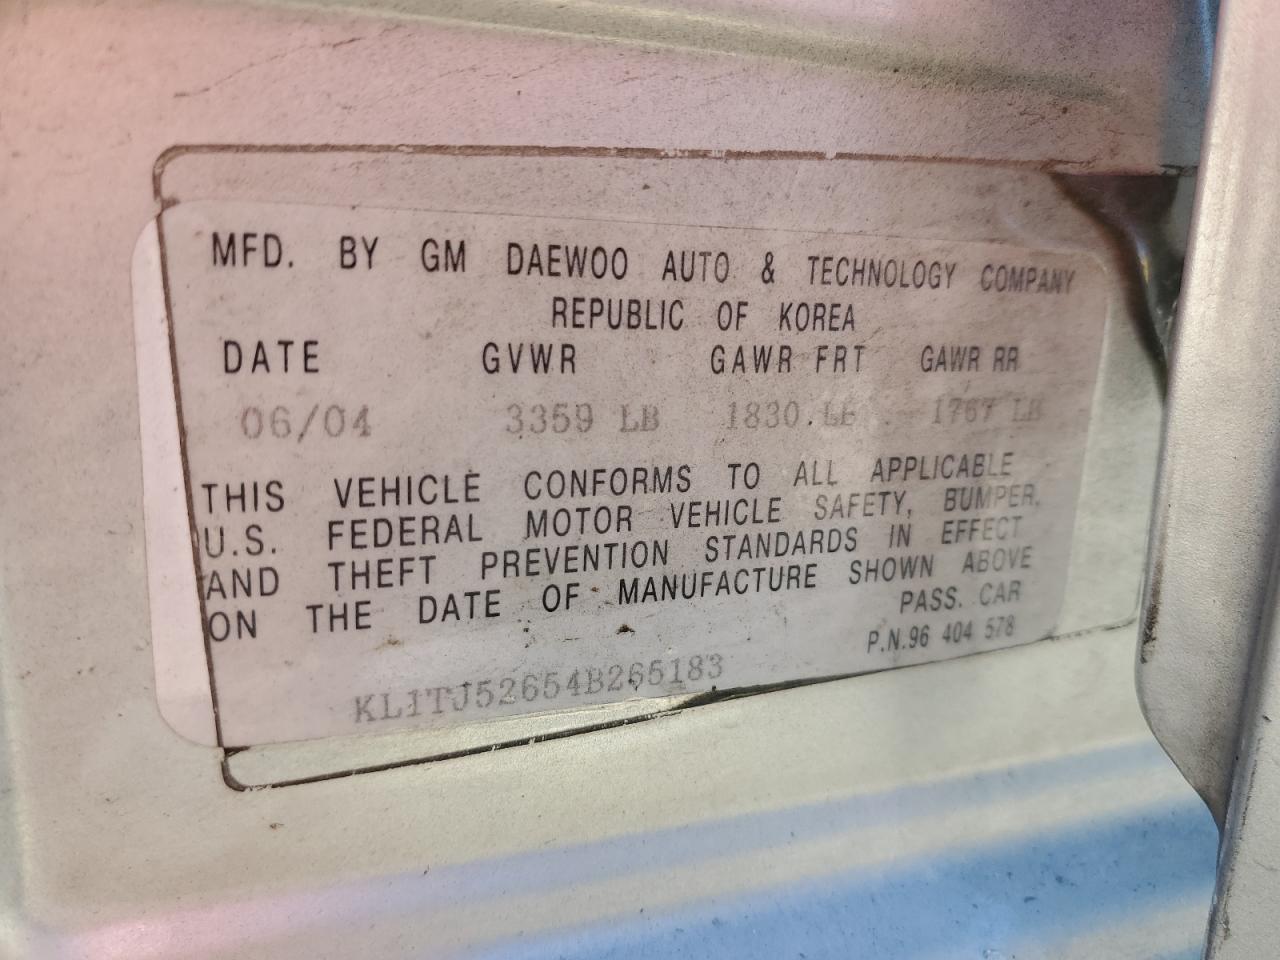 MFD. BY GM DAEWOO AUTO & TECHNOLOGY COMPANY
REPUBLIC OF KOREA
DATE GVWR GAWR FRT GAWR RR
06/04 3359 LB 1830 LB 1767 LB
THIS VEHICLE CONFORMS TO ALL APPLICABLE
U.S. FEDERAL MOTOR VEHICLE SAFETY, BUMPER,
AND THEFT PREVENTION STANDARDS IN EFFECT
ON THE DATE OF MANUFACTURE SHOWN ABOVE
PASS. CAR
P.N.96 404 578
KL1TJ52654B265183